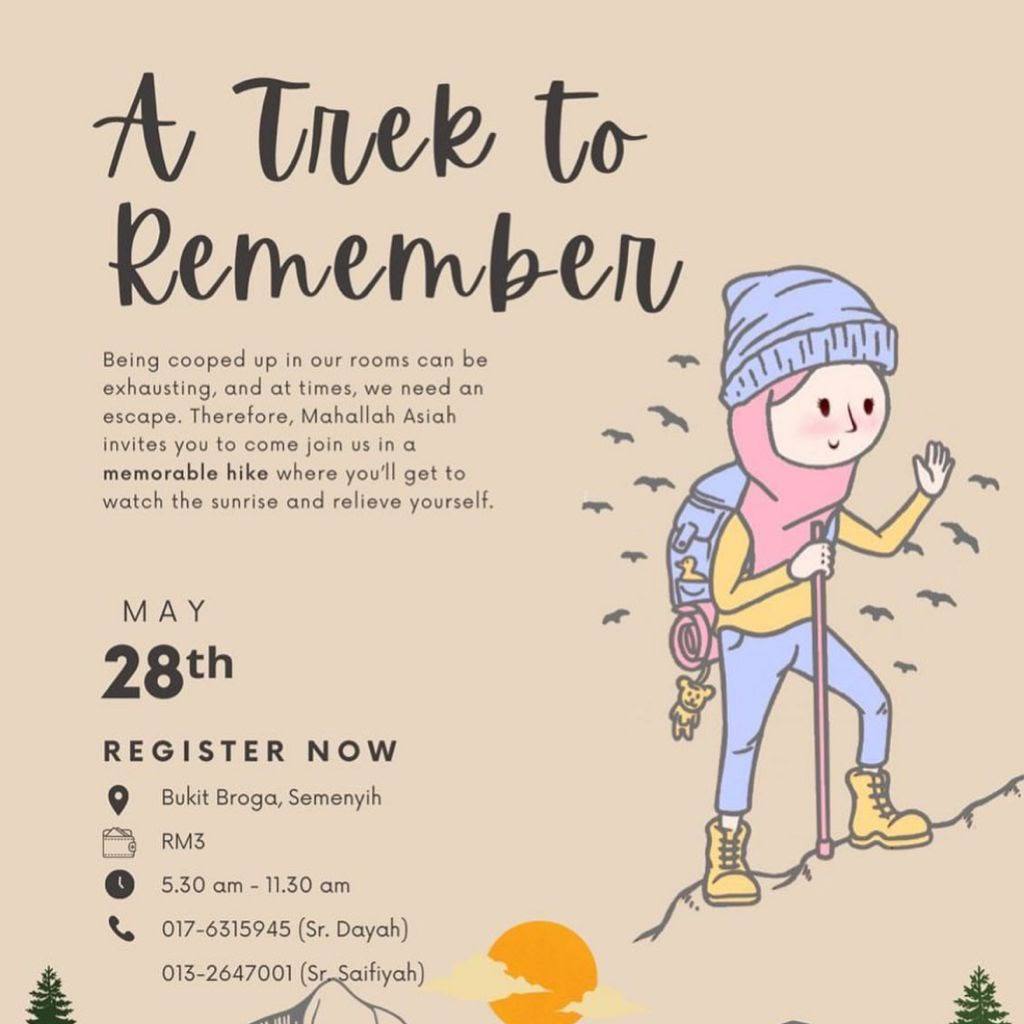 A Trek to
Remember
Being cooped up in our rooms can be
exhausting, and at times, we need an
escape. Therefore, Mahallah Asiah
invites you to come join us in a
memorable hike where you'll get to
watch the sunrise and relieve yourself.
MAY
28th
REGISTER NOW
Bukit Broga, Semenyih
RM3
5.30 am - 11.30 am
017-6315945 (Sr. Dayah)
013-2647001 (Sr. Saifiyah)